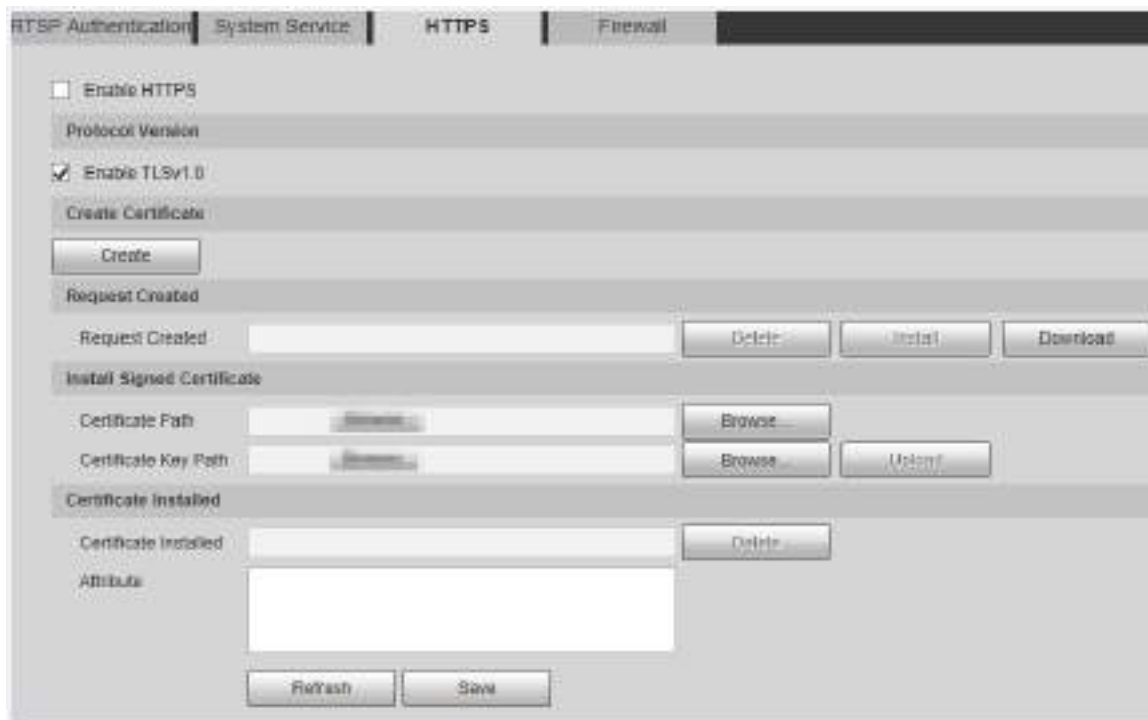 RTSP Authentication System Service HTTPS Firewall
Enable HTTPS
Protocol Version
Enable TLSv1.0
Create Certificate
Create
Request Created
Request Created Delete Install Download
Install Signed Certificate
Certificate Path Browse...
Certificate Key Path Browse... Upload
Certificate Installed
Certificate Installed Delete
Attribute
Refresh Save